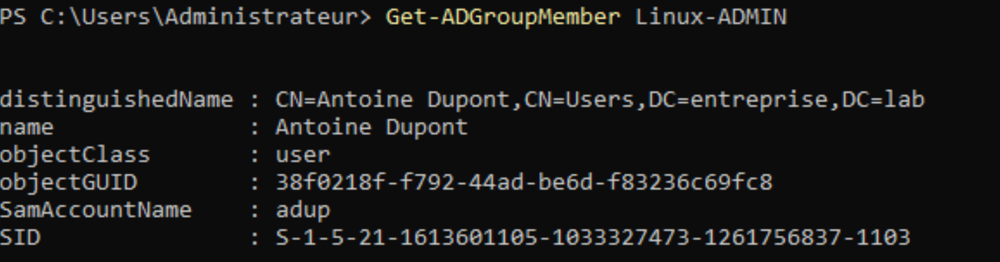 PS C:\Users\Administrateur> Get-ADGroupMember Linux-ADMIN
distinguishedName : CN=Antoine Dupont,CN=Users,DC=entreprise,DC=lab
name : Antoine Dupont
objectClass : user
objectGUID : 38f0218f-f792-44ad-be6d-f83236c69fc8
SamAccountName : adup
SID : S-1-5-21-1613601105-1033327473-1261756837-1103